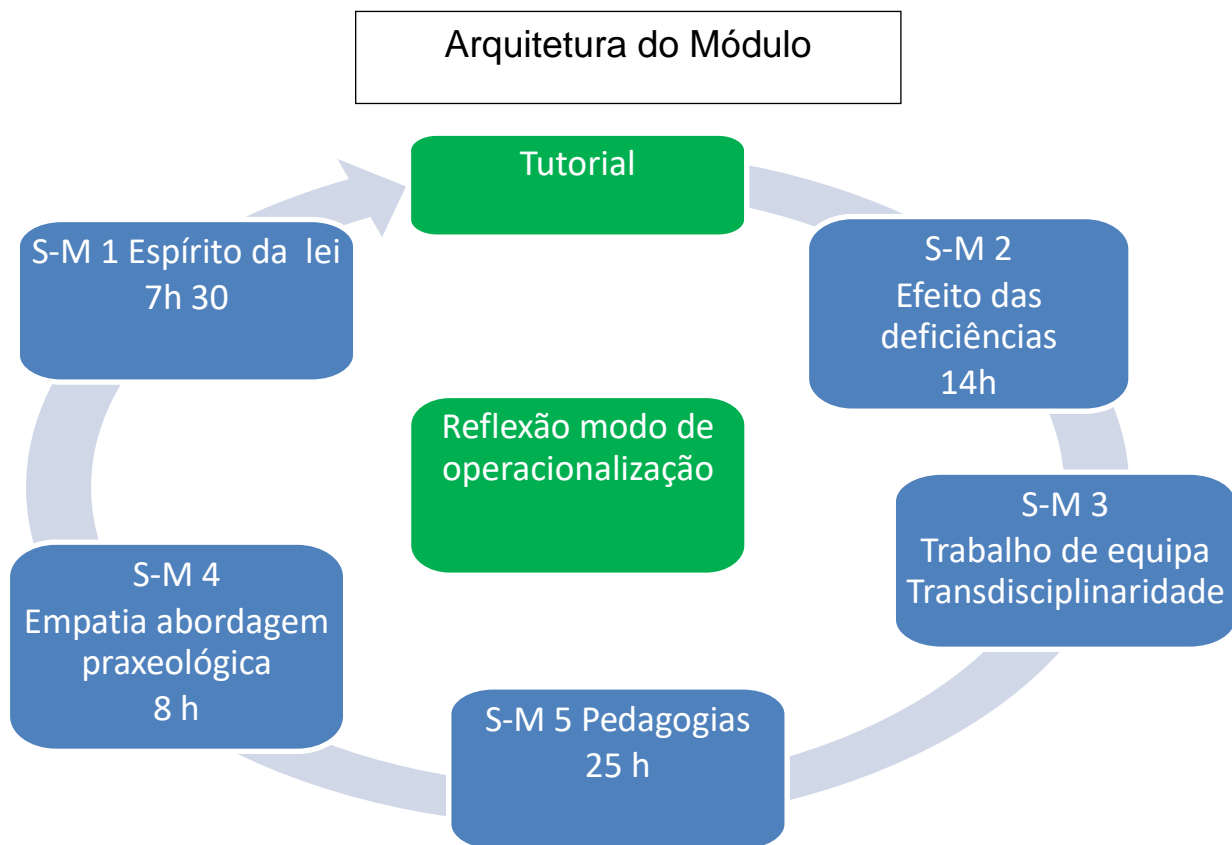 Arquitetura do Módulo
Tutorial
S-M 1 Espírito da lei
7h 30
S-M 2
Efeito das
deficiências
14h
Reflexão modo de
operacionalização
S-M 3
Trabalho de equipa
Transdisciplinaridade
S-M 4
Empatia abordagem
praxeológica
8 h
S-M 5 Pedagogias
25 h